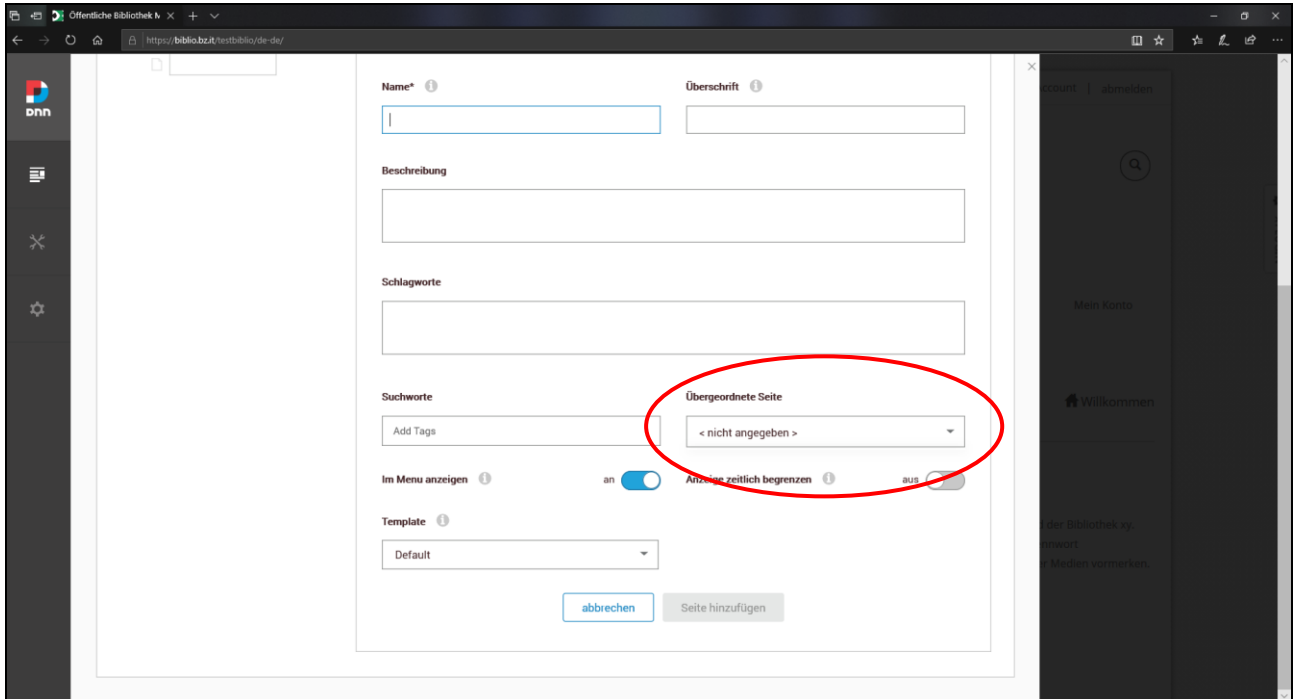 Öffentliche Bibliothek M
https://biblio.bz.it/testbiblio/de-de/
dnn
account | abmelden
Name* Überschrift
Beschreibung
Schlagworte
Mein Konto
Suchworte Übergeordnete Seite
Willkommen
Add Tags < nicht angegeben >
Im Menu anzeigen an Anzeige zeitlich begrenzen aus
Template
der Bibliothek xy,
Default
Medien vormerken.
abbrechen Seite hinzufügen